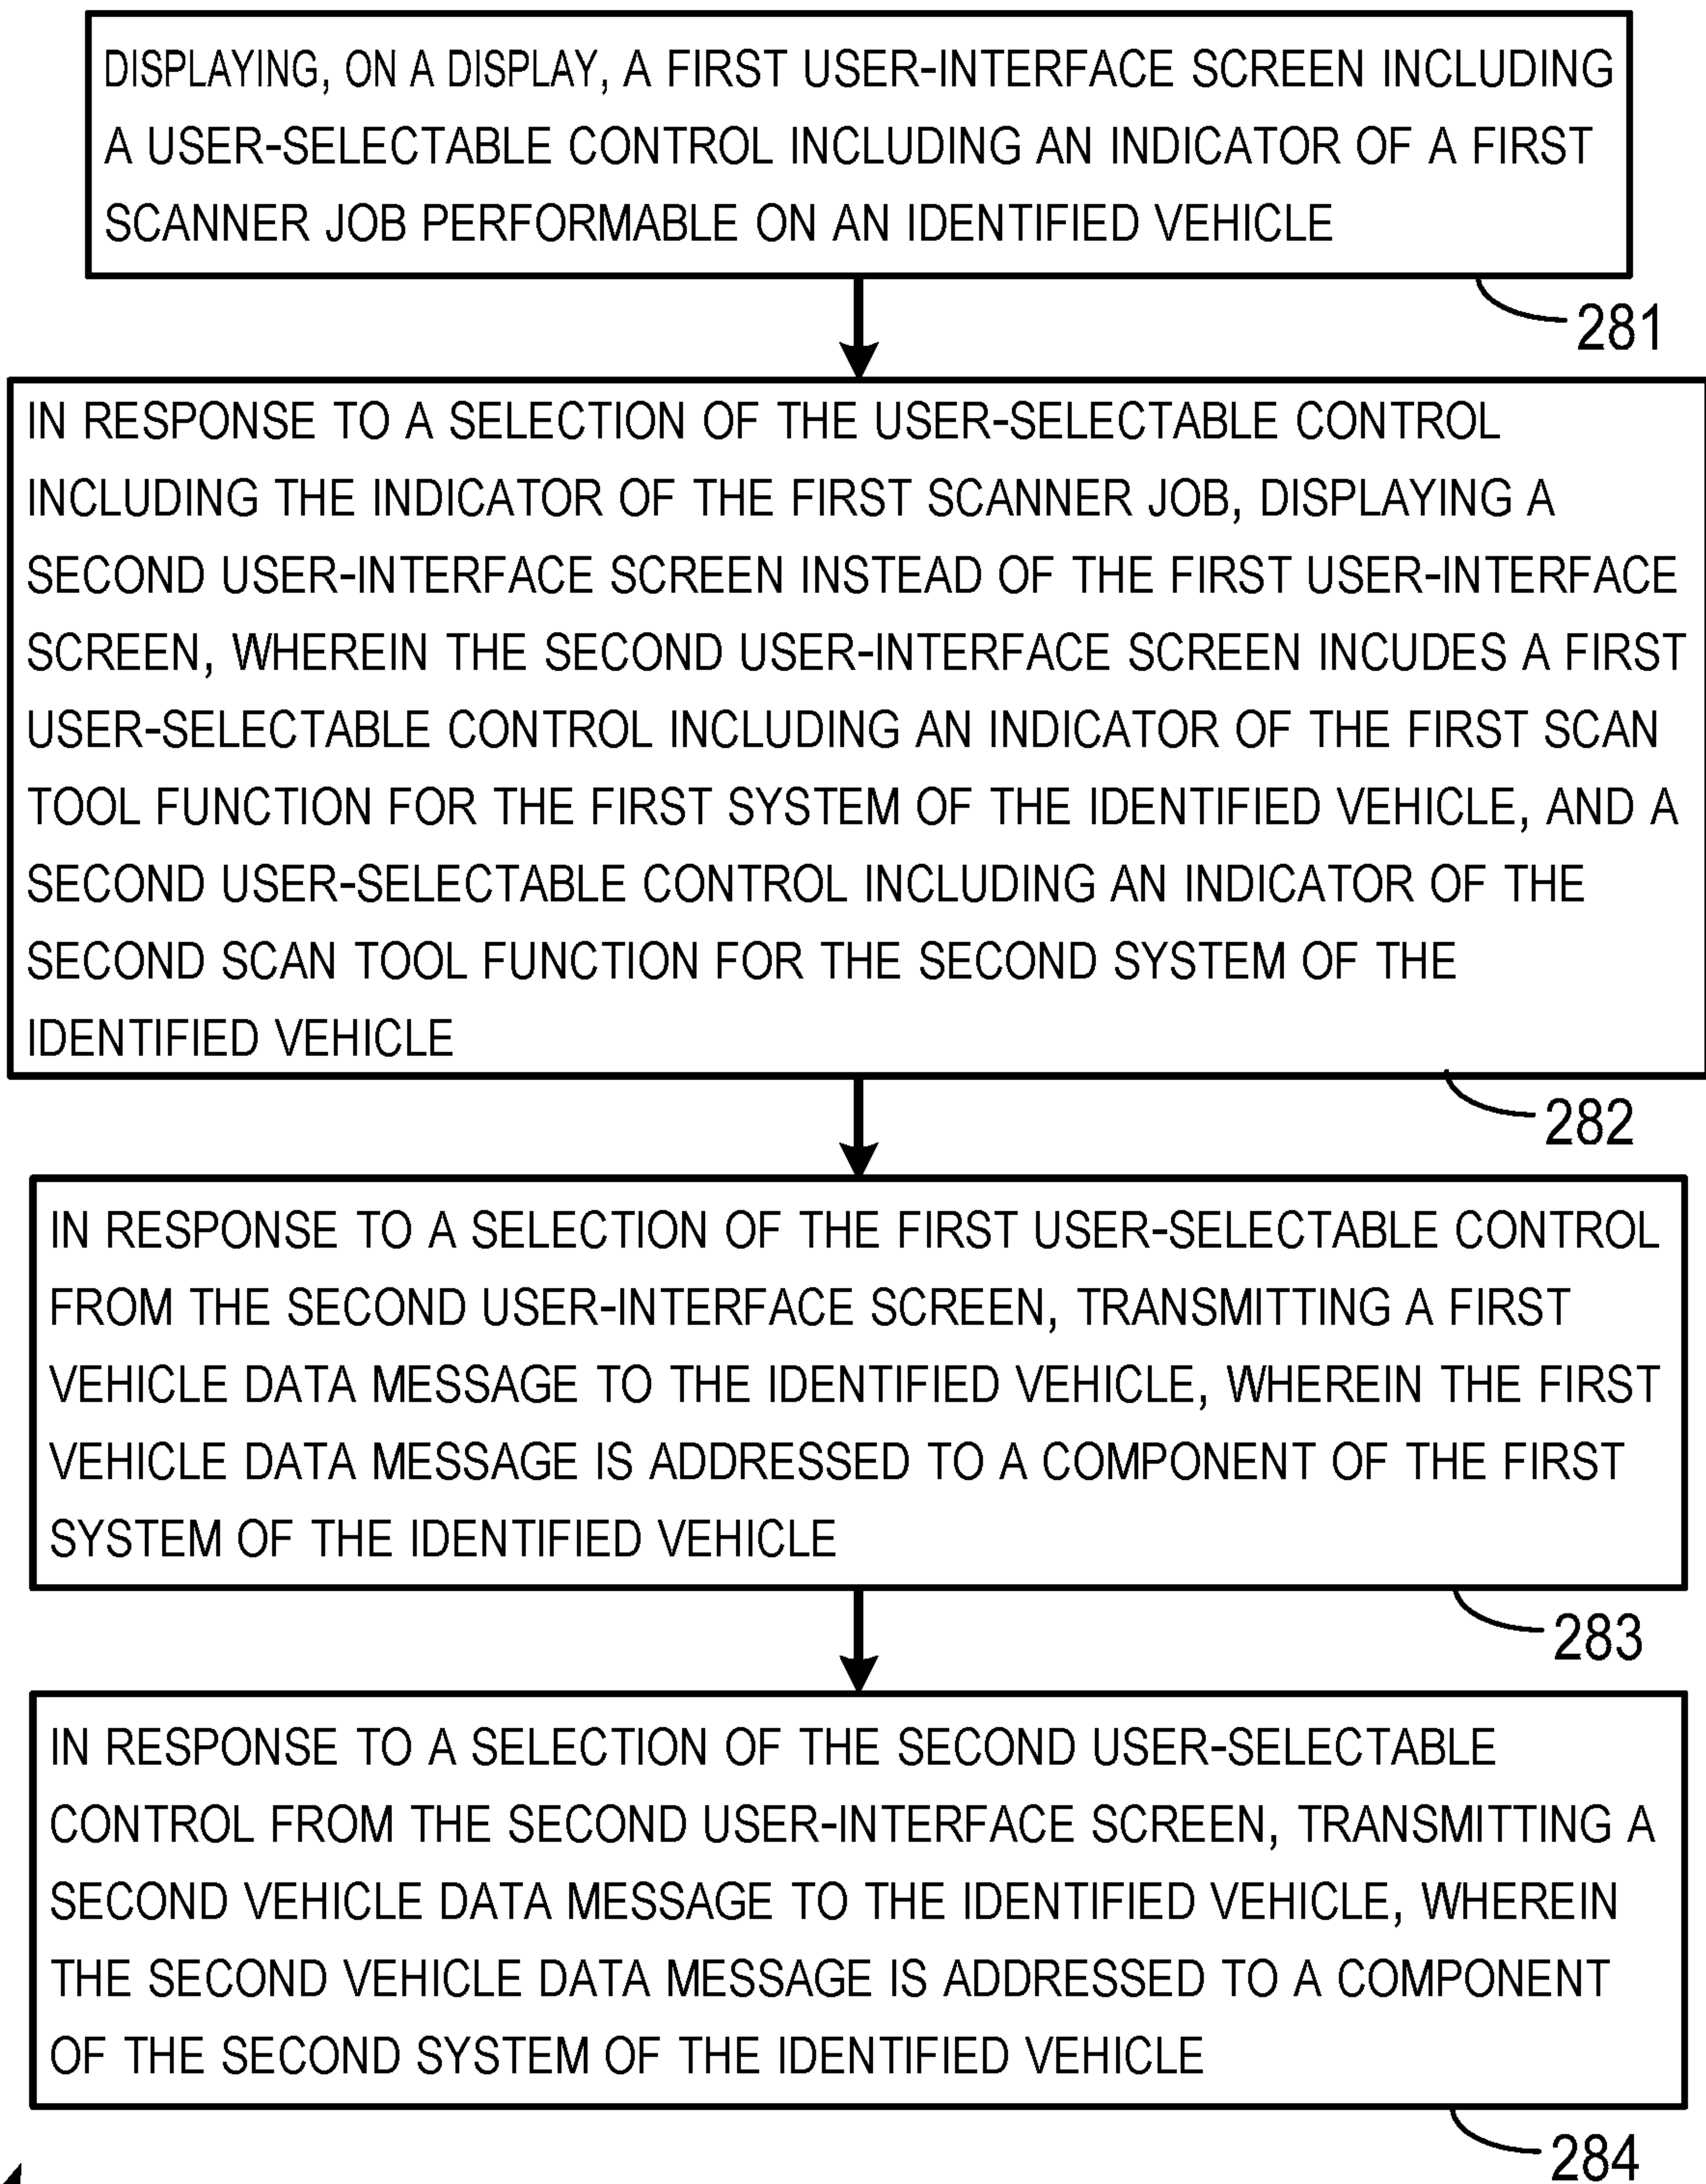 DISPLAYING, ON A DISPLAY, A FIRST USER-INTERFACE SCREEN INCLUDING
A USER-SELECTABLE CONTROL INCLUDING AN INDICATOR OF A FIRST
SCANNER JOB PERFORMABLE ON AN IDENTIFIED VEHICLE
281
IN RESPONSE TO A SELECTION OF THE USER-SELECTABLE CONTROL
INCLUDING THE INDICATOR OF THE FIRST SCANNER JOB, DISPLAYING A
SECOND USER-INTERFACE SCREEN INSTEAD OF THE FIRST USER-INTERFACE
SCREEN, WHEREIN THE SECOND USER-INTERFACE SCREEN INCUDES A FIRST
USER-SELECTABLE CONTROL INCLUDING AN INDICATOR OF THE FIRST SCAN
TOOL FUNCTION FOR THE FIRST SYSTEM OF THE IDENTIFIED VEHICLE, AND A
SECOND USER-SELECTABLE CONTROL INCLUDING AN INDICATOR OF THE
SECOND SCAN TOOL FUNCTION FOR THE SECOND SYSTEM OF THE
IDENTIFIED VEHICLE
282
IN RESPONSE TO A SELECTION OF THE FIRST USER-SELECTABLE CONTROL
FROM THE SECOND USER-INTERFACE SCREEN, TRANSMITTING A FIRST
VEHICLE DATA MESSAGE TO THE IDENTIFIED VEHICLE, WHEREIN THE FIRST
VEHICLE DATA MESSAGE IS ADDRESSED TO A COMPONENT OF THE FIRST
SYSTEM OF THE IDENTIFIED VEHICLE
283
IN RESPONSE TO A SELECTION OF THE SECOND USER-SELECTABLE
CONTROL FROM THE SECOND USER-INTERFACE SCREEN, TRANSMITTING A
SECOND VEHICLE DATA MESSAGE TO THE IDENTIFIED VEHICLE, WHEREIN
THE SECOND VEHICLE DATA MESSAGE IS ADDRESSED TO A COMPONENT
OF THE SECOND SYSTEM OF THE IDENTIFIED VEHICLE
284